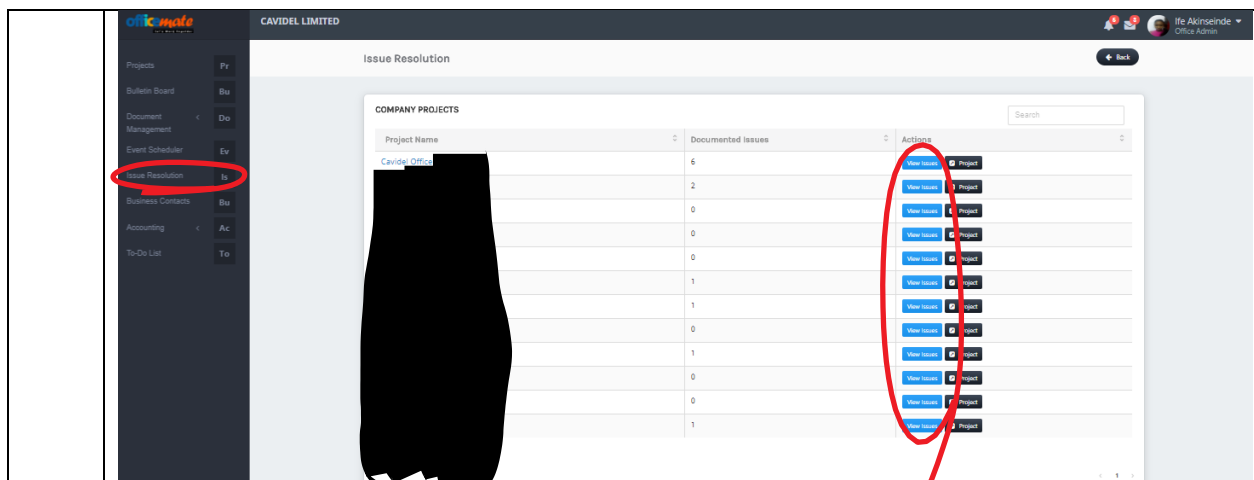 officemate
CAVIDEL LIMITED
6
6
Ife Akinseinde
Office Admin
Issue Resolution
Back
Projects Pr
Bulletin Board Bu
Document Management Do
Event Scheduler Ev
Issue Resolution Is
Business Contacts Bu
Accounting Ac
To-Do List To
COMPANY PROJECTS
Search
Project Name Documented Issues Actions
Cavidel Office 6 View Issues Project
2 View Issues Project
0 View Issues Project
0 View Issues Project
0 View Issues Project
1 View Issues Project
1 View Issues Project
0 View Issues Project
1 View Issues Project
0 View Issues Project
0 View Issues Project
1 View Issues Project
1